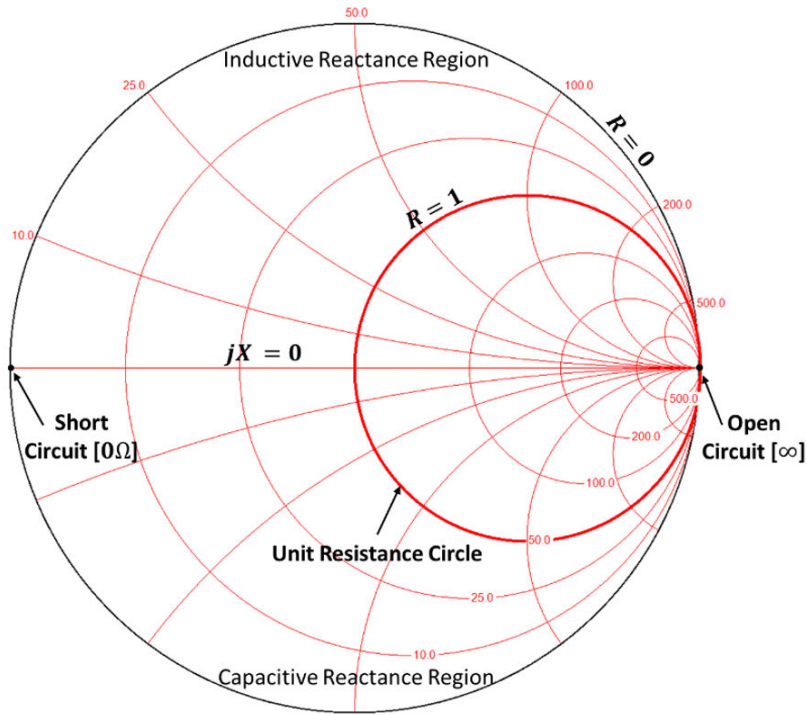 50.0
Inductive Reactance Region
25.0
100.0
R = 0
R = 1
200.0
10.0
500.0
jX = 0
Short
Circuit [0Ω]
500.0
Open
Circuit [∞]
200.0
100.0
Unit Resistance Circle
50.0
25.0
10.0
Capacitive Reactance Region